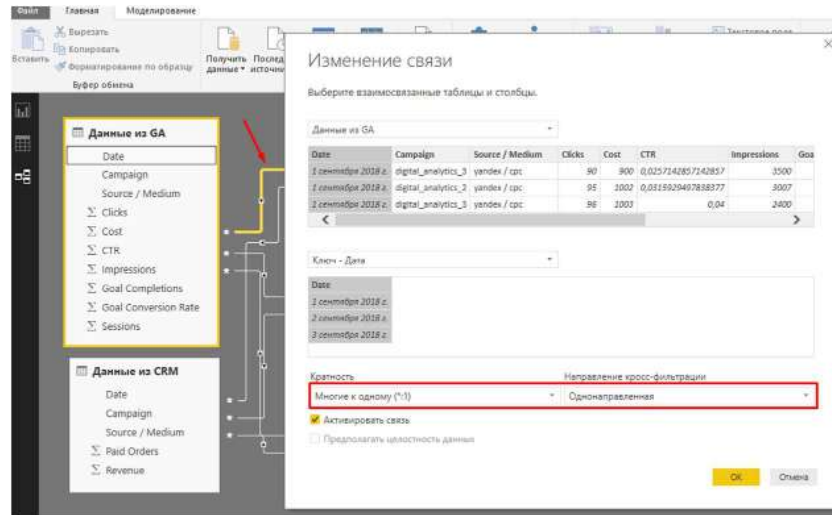 Файл Главная Моделирование
Вставить
Вырезать
Копировать
Форматирование по образцу
Буфер обмена
Получить данные
Данные из GA
Date
Campaign
Source / Medium
Σ Clicks
Σ Cost
Σ CTR
Σ Impressions
Σ Goal Completions
Σ Goal Conversion Rate
Σ Sessions
Данные из CRM
Date
Campaign
Source / Medium
Σ Paid Orders
Σ Revenue
Изменение связи
Выберите взаимосвязанные таблицы и столбцы.
Данные из GA
Date Campaign Source / Medium Clicks Cost CTR Impressions Goa
1 сентября 2018 г. digital_analytics_2 yandex / cpc 90 900 0,0257142857142857 3500
1 сентября 2018 г. digital_analytics_3 yandex / cpc 95 1002 0,0315929497838377 3007
2 сентября 2018 г. digital_analytics_3 yandex / cpc 96 1003 0,04 2400
Ключ - Дата
Date
1 сентября 2018 г.
2 сентября 2018 г.
3 сентября 2018 г.
Кратность Направление кросс-фильтрации
Многие к одному (*:1) Однонаправленная
Активировать связь
Предполагать целостность данных
ОК Отмена